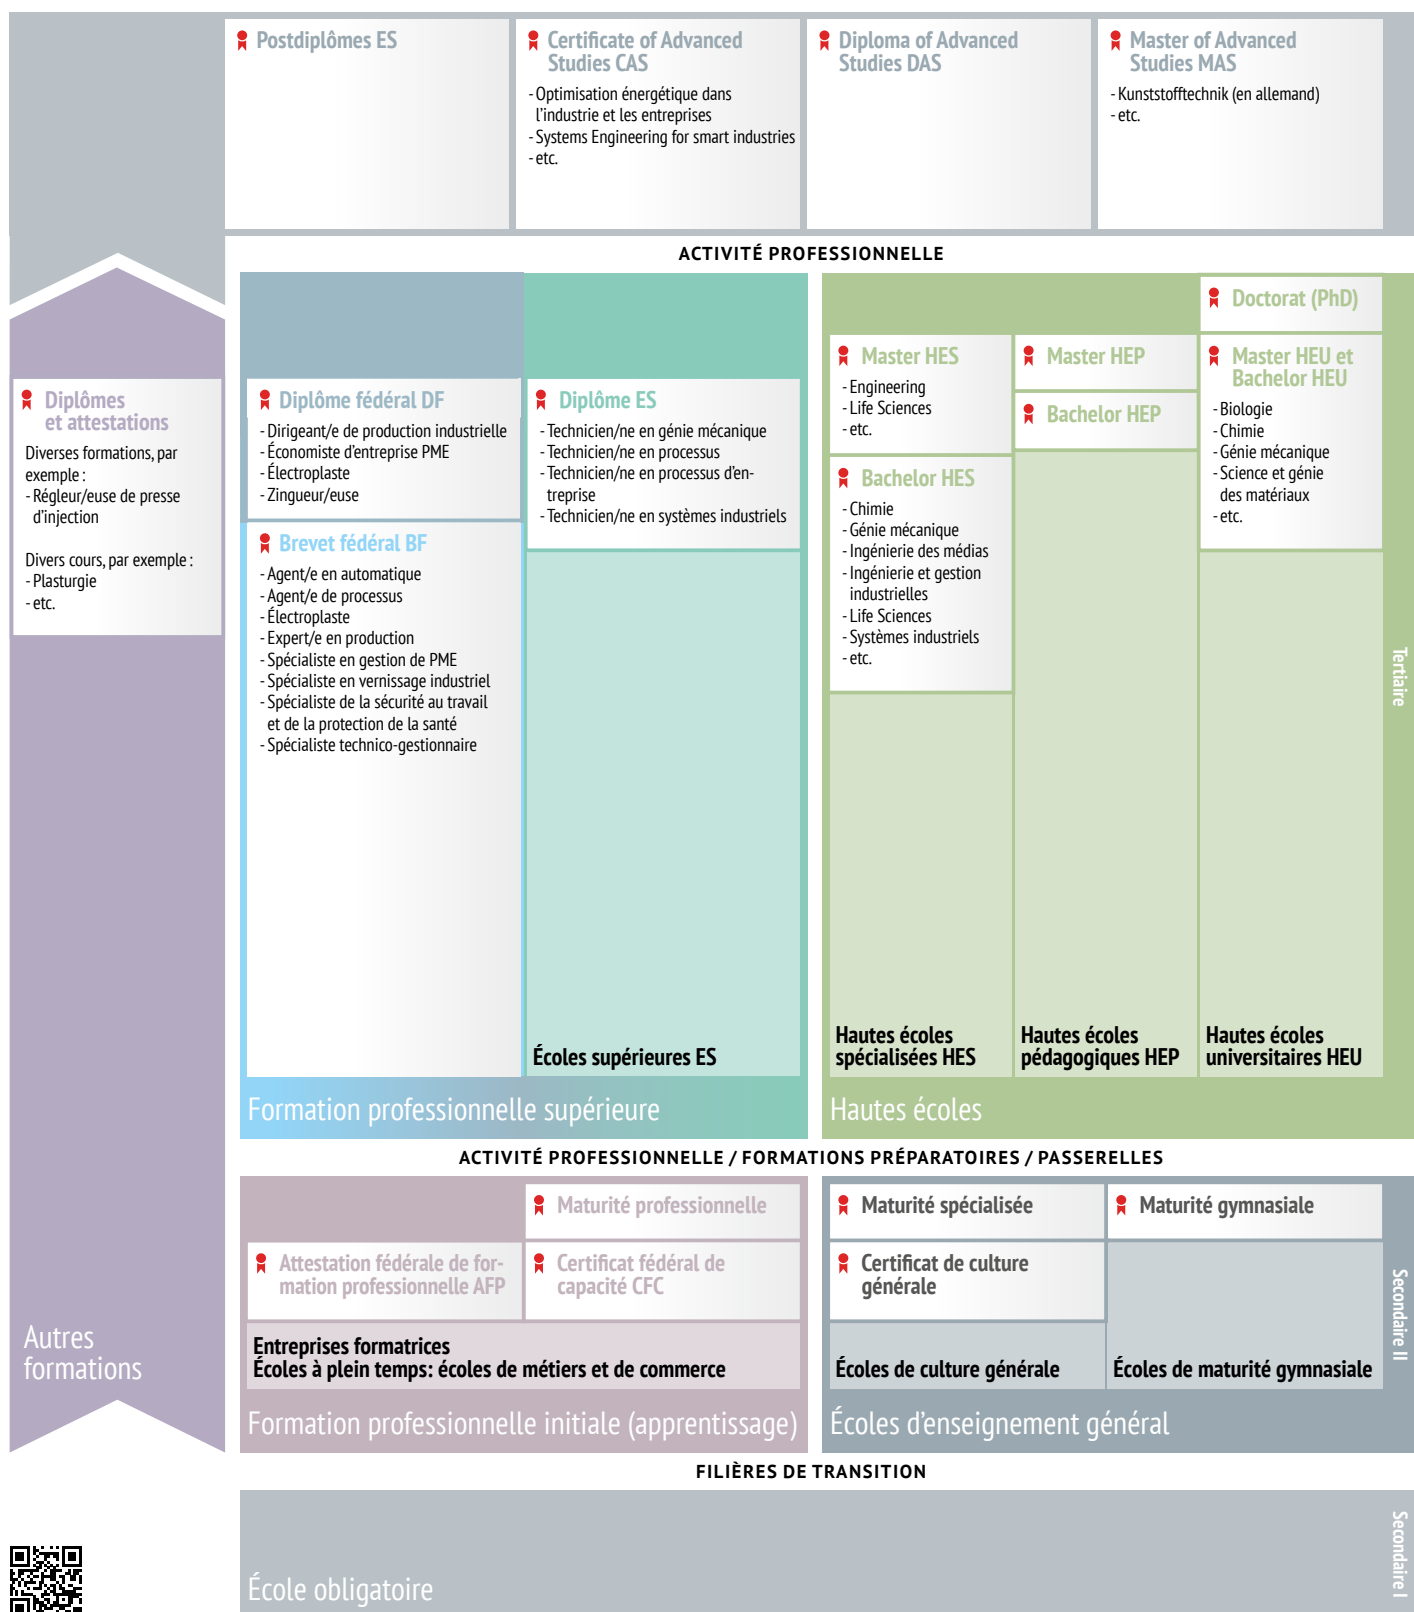 Postdiplômes ES
Certificate of Advanced
Studies CAS
- Optimisation énergétique dans
l'industrie et les entreprises
- Systems Engineering for smart industries
- etc.
Diploma of Advanced
Studies DAS
Master of Advanced
Studies MAS
- Kunststofftechnik (en allemand)
- etc.
ACTIVITÉ PROFESSIONNELLE
Diplômes
et attestations
Diverses formations, par
exemple :
- Régleur/euse de presse
d'injection
Divers cours, par exemple :
- Plasturgie
- etc.
Autres
formations
Diplôme fédéral DF
- Dirigeant/e de production industrielle
- Économiste d'entreprise PME
- Électroplaste
- Zingueur/euse
Brevet fédéral BF
- Agent/e en automatique
- Agent/e de processus
- Électroplaste
- Expert/e en production
- Spécialiste en gestion de PME
- Spécialiste en vernissage industriel
- Spécialiste de la sécurité au travail
et de la protection de la santé
- Spécialiste technico-gestionnaire
Diplôme ES
- Technicien/ne en génie mécanique
- Technicien/ne en processus
- Technicien/ne en processus d'en-
treprise
- Technicien/ne en systèmes industriels
Écoles supérieures ES
Formation professionnelle supérieure
Master HES
- Engineering
- Life Sciences
- etc.
Bachelor HES
- Chimie
- Génie mécanique
- Ingénierie des médias
- Ingénierie et gestion
industrielles
- Life Sciences
- Systèmes industriels
- etc.
Hautes écoles
spécialisées HES
Master HEP
Bachelor HEP
Hautes écoles
pédagogiques HEP
Doctorat (PhD)
Master HEU et
Bachelor HEU
- Biologie
- Chimie
- Génie mécanique
- Science et génie
des matériaux
- etc.
Hautes écoles
universitaires HEU
Hautes écoles
Tertiaire
ACTIVITÉ PROFESSIONNELLE / FORMATIONS PRÉPARATOIRES / PASSERELLES
Maturité professionnelle
Attestation fédérale de for-
mation professionnelle AFP
Certificat fédéral de
capacité CFC
Entreprises formatrices
Écoles à plein temps: écoles de métiers et de commerce
Formation professionnelle initiale (apprentissage)
Maturité spécialisée
Certificat de culture
générale
Écoles de culture générale
Maturité gymnasiale
Écoles de maturité gymnasiale
Écoles d'enseignement général
Secondaire II
FILIÈRES DE TRANSITION
École obligatoire
Secondaire I